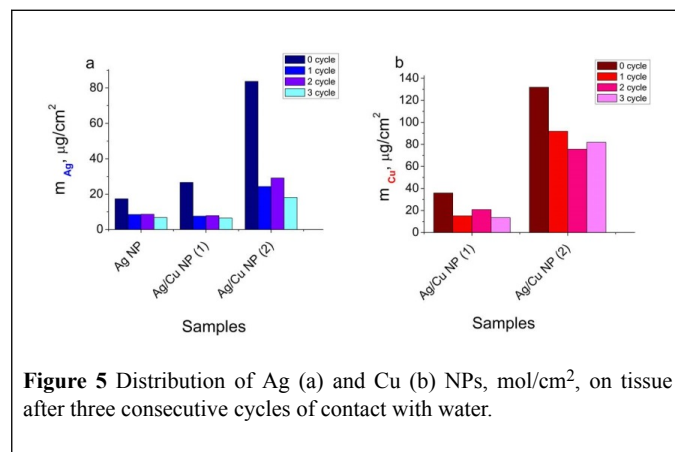 a
0 cycle
1 cycle
2 cycle
3 cycle
80
60
40
20
0
m Ag, µg/cm²
Ag NP
Ag/Cu NP (1)
Ag/Cu NP (2)
Samples
b
0 cycle
1 cycle
2 cycle
3 cycle
140
120
100
80
60
40
20
0
m Cu, µg/cm²
Ag/Cu NP (1)
Ag/Cu NP (2)
Samples
Figure 5 Distribution of Ag (a) and Cu (b) NPs, mol/cm², on tissue
after three consecutive cycles of contact with water.